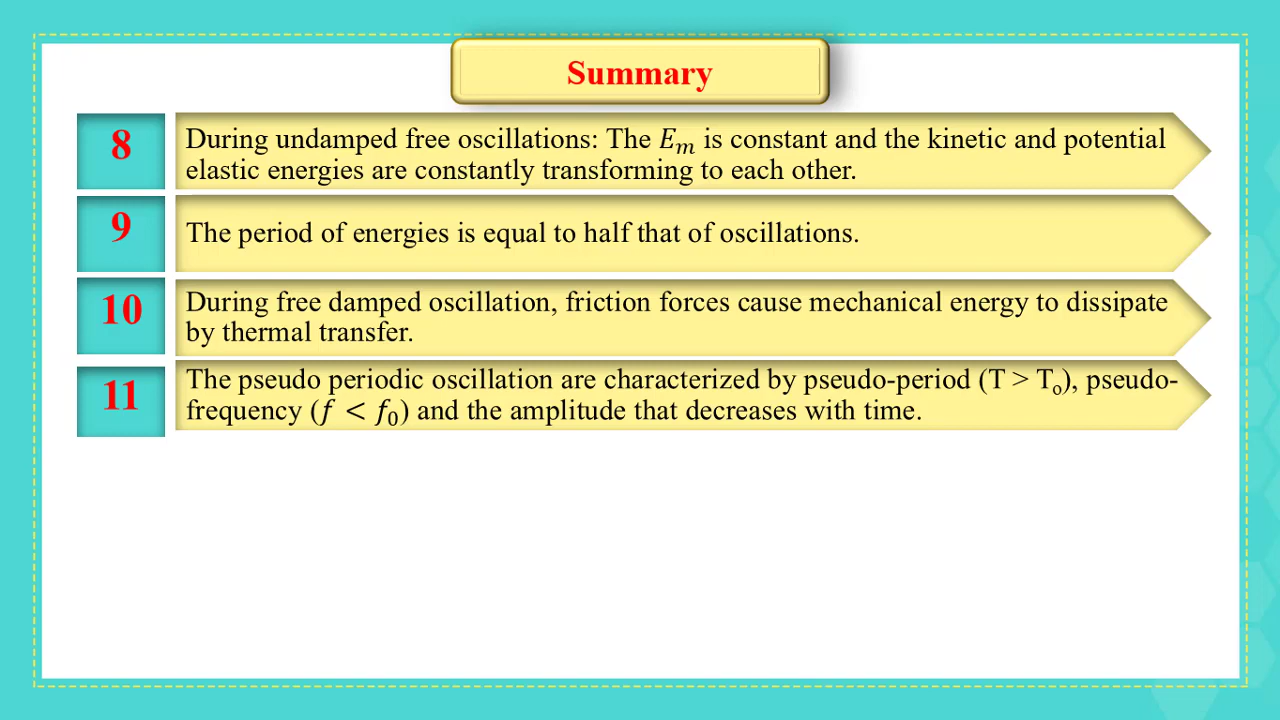 Summary
8
During undamped free oscillations: The 𝐸𝑚 is constant and the kinetic and potential
elastic energies are constantly transforming to each other.
9
The period of energies is equal to half that of oscillations.
10
During free damped oscillation, friction forces cause mechanical energy to dissipate
by thermal transfer.
11
The pseudo periodic oscillation are characterized by pseudo-period (T > Tₒ), pseudo-
frequency (𝑓 < 𝑓₀) and the amplitude that decreases with time.